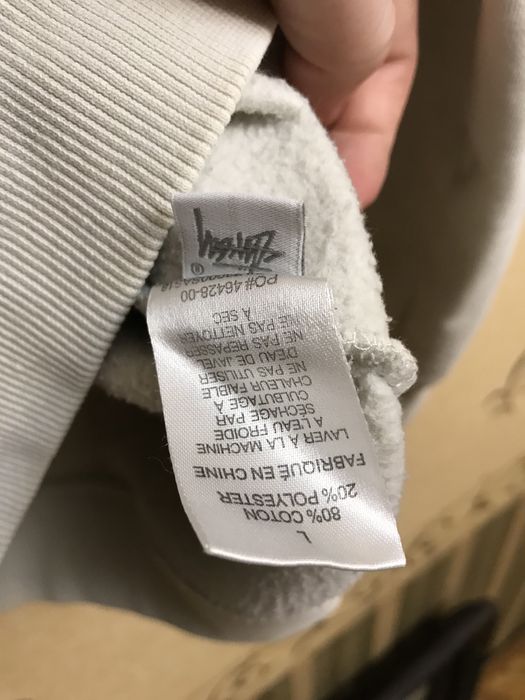 L
80% COTON
20% POLYESTER
FABRIQUÉ EN CHINE
LAVER À LA MACHINE
A L'EAU FROIDE
SÉCHAGE PAR
CULBUTAGE À
CHALEUR FAIBLE
NE PAS UTILISER
D'EAU DE JAVEL
NE PAS REPASSER
NE PAS NETTOYER
A SEC
PO# 46428-00
Stüssy
®